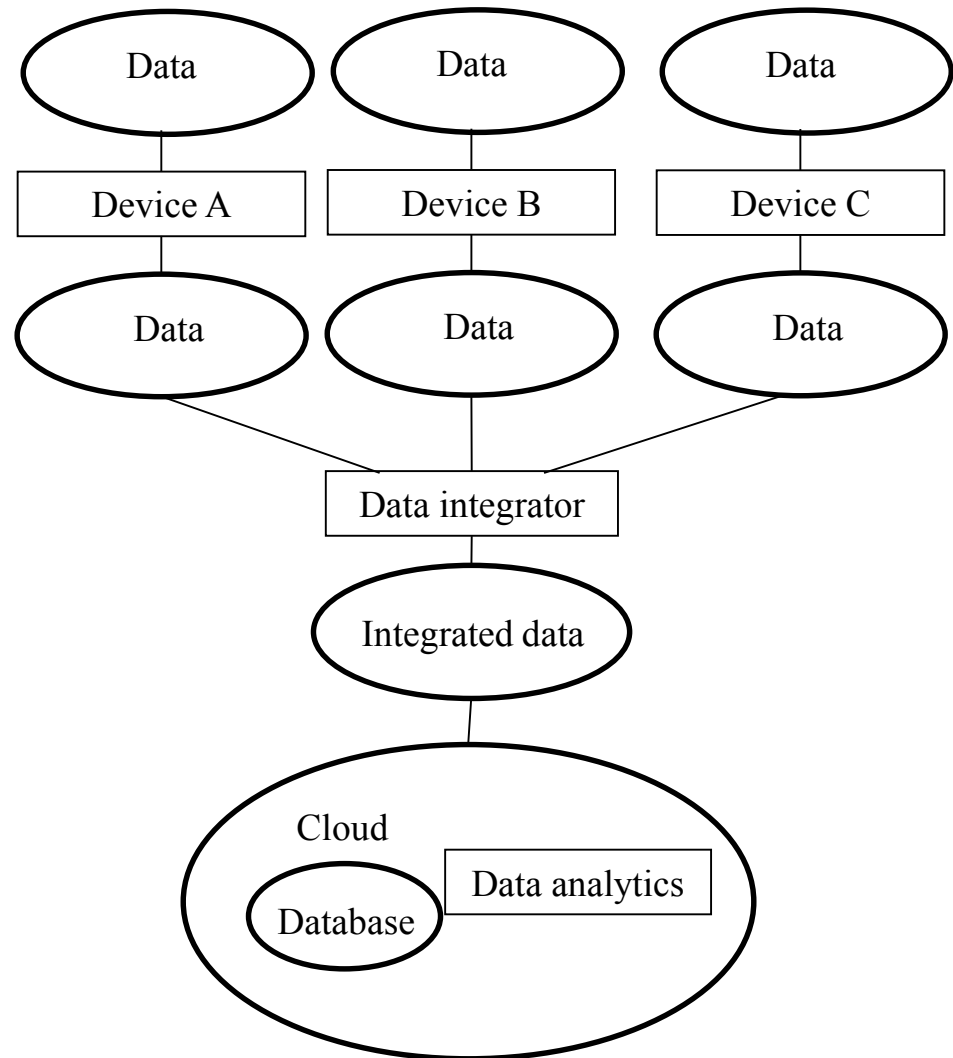 Data
Data
Data
Device A
Device B
Device C
Data
Data
Data
Data integrator
Integrated data
Cloud
Data analytics
Database